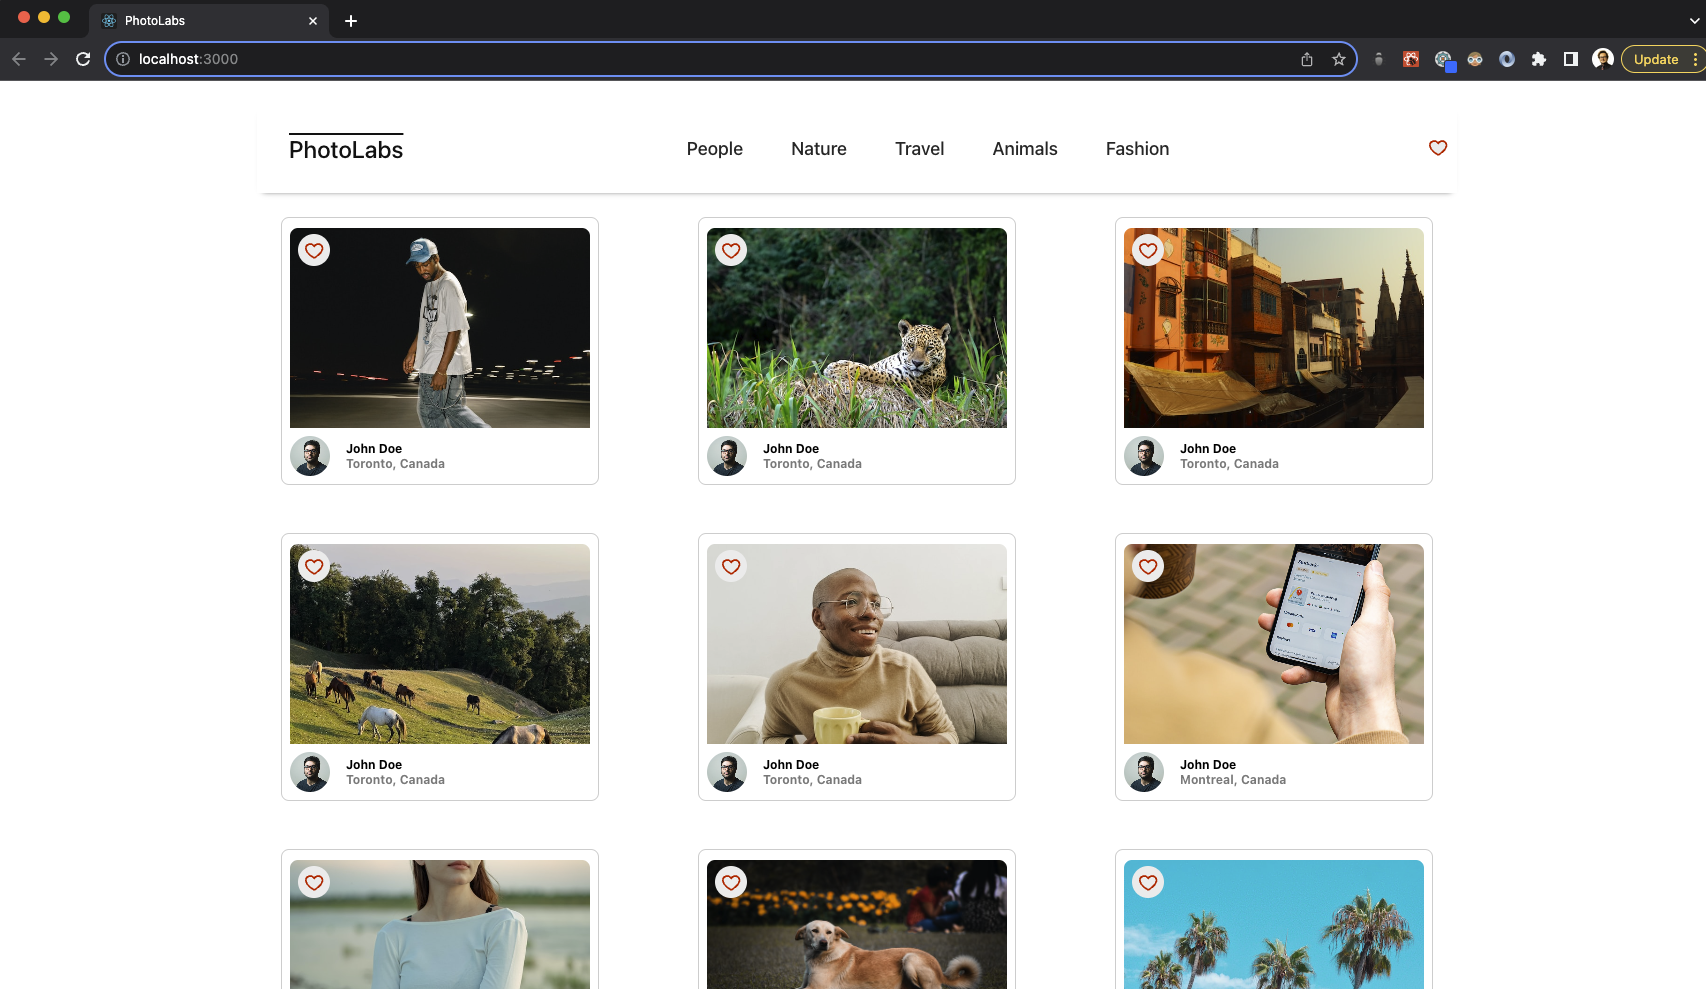 PhotoLabs
localhost:3000
Update
PhotoLabs
People Nature Travel Animals Fashion
John Doe
Toronto, Canada
John Doe
Toronto, Canada
John Doe
Toronto, Canada
John Doe
Toronto, Canada
John Doe
Toronto, Canada
John Doe
Montreal, Canada